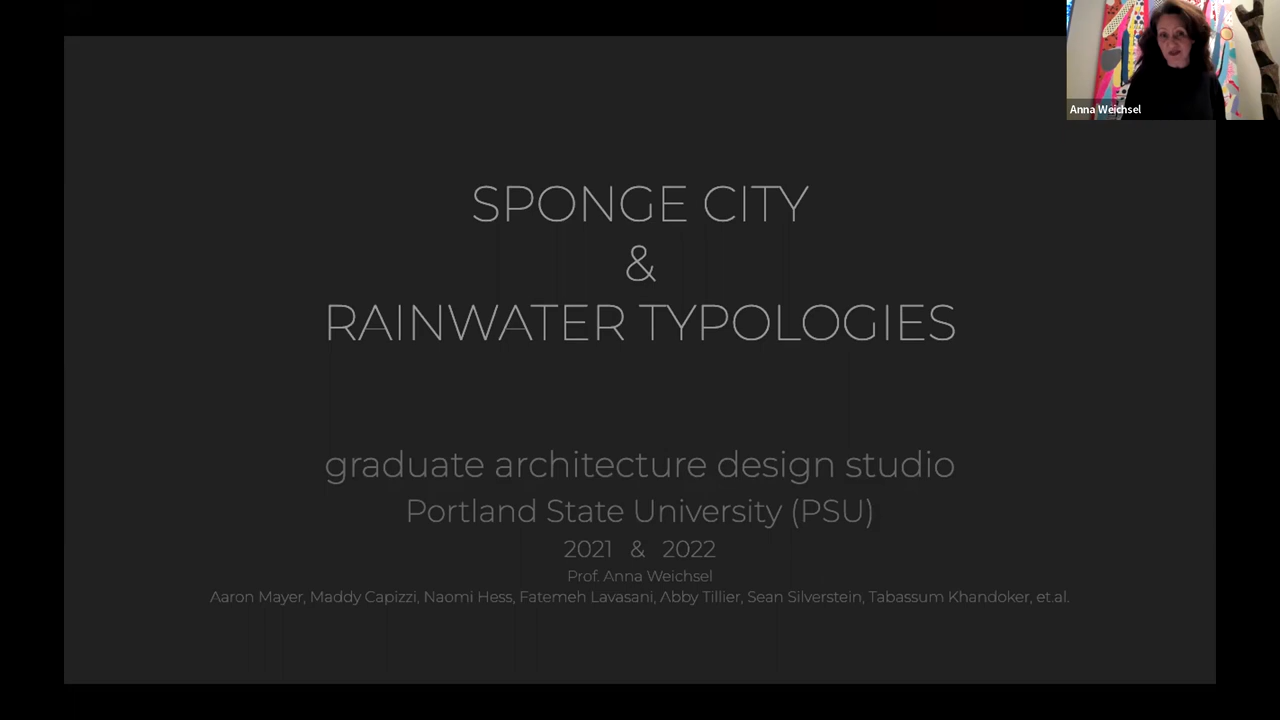 Anna Weichsel
SPONGE CITY
&
RAINWATER TYPOLOGIES
graduate architecture design studio
Portland State University (PSU)
2021 & 2022
Prof. Anna Weichsel
Aaron Mayer, Maddy Capizzi, Naomi Hess, Fatemeh Lavasani, Abby Tillier, Sean Silverstein, Tabassum Khandoker, et.al.